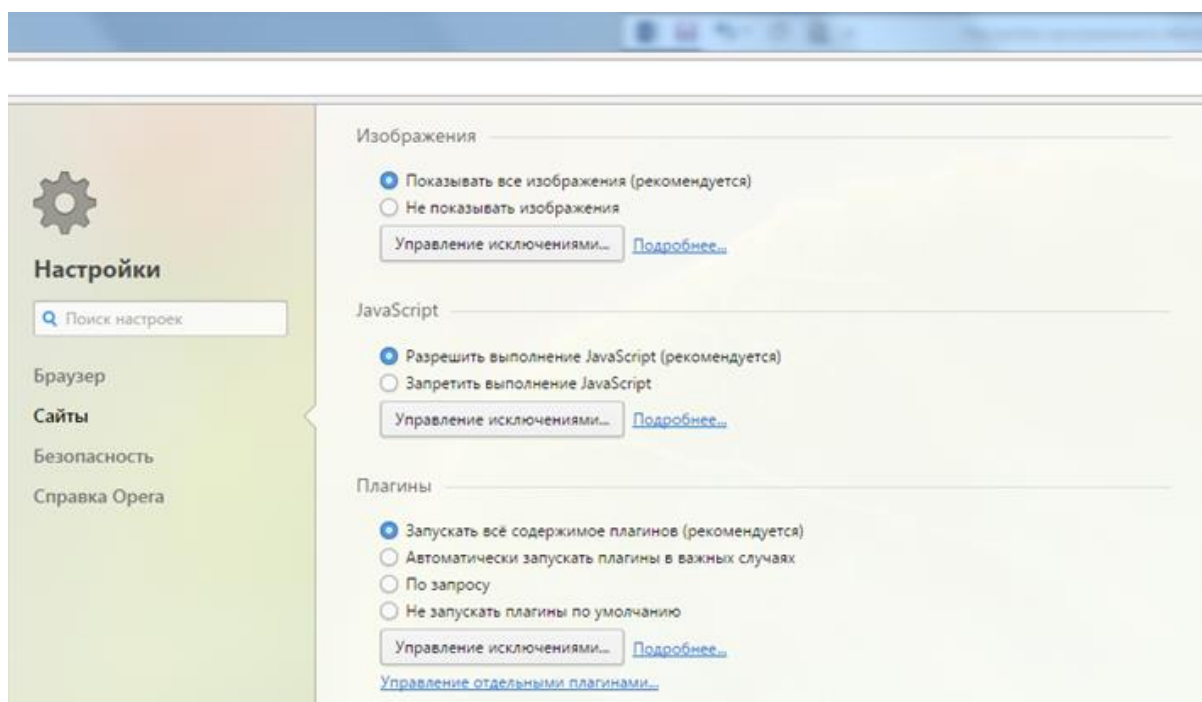 Настройки
Поиск настроек
Браузер
Сайты
Безопасность
Справка Opera
Изображения
Показывать все изображения (рекомендуется)
Не показывать изображения
Управление исключениями... Подробнее...
JavaScript
Разрешить выполнение JavaScript (рекомендуется)
Запретить выполнение JavaScript
Управление исключениями... Подробнее...
Плагины
Запускать всё содержимое плагинов (рекомендуется)
Автоматически запускать плагины в важных случаях
По запросу
Не запускать плагины по умолчанию
Управление исключениями... Подробнее...
Управление отдельными плагинами...